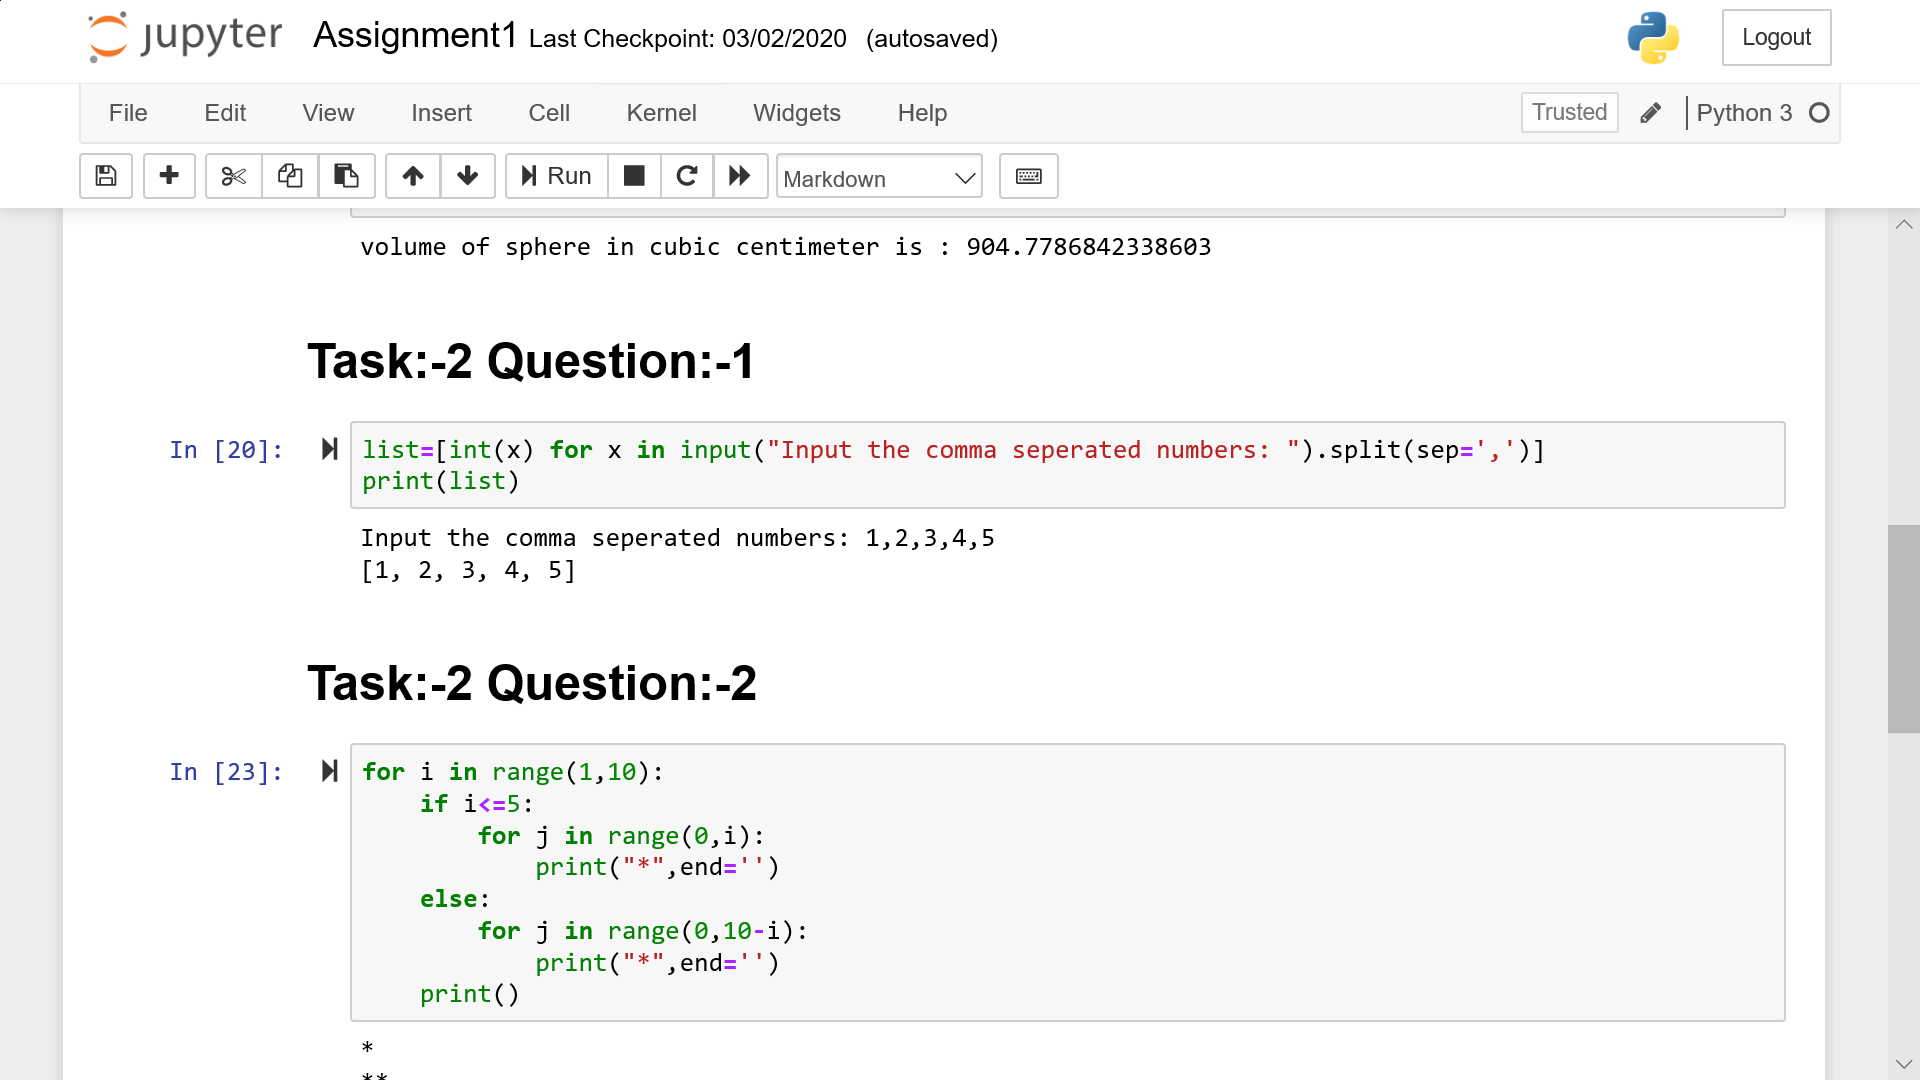 jupyter Assignment1 Last Checkpoint: 03/02/2020 (autosaved) Logout
File Edit View Insert Cell Kernel Widgets Help Trusted Python 3
Run Markdown
volume of sphere in cubic centimeter is : 904.7786842338603
Task:-2 Question:-1
In [20]: list=[int(x) for x in input("Input the comma seperated numbers: ").split(sep=',')]
print(list)
Input the comma seperated numbers: 1,2,3,4,5
[1, 2, 3, 4, 5]
Task:-2 Question:-2
In [23]: for i in range(1,10):
    if i<=5:
        for j in range(0,i):
            print("*",end='')
    else:
        for j in range(0,10-i):
            print("*",end='')
    print()
*
**